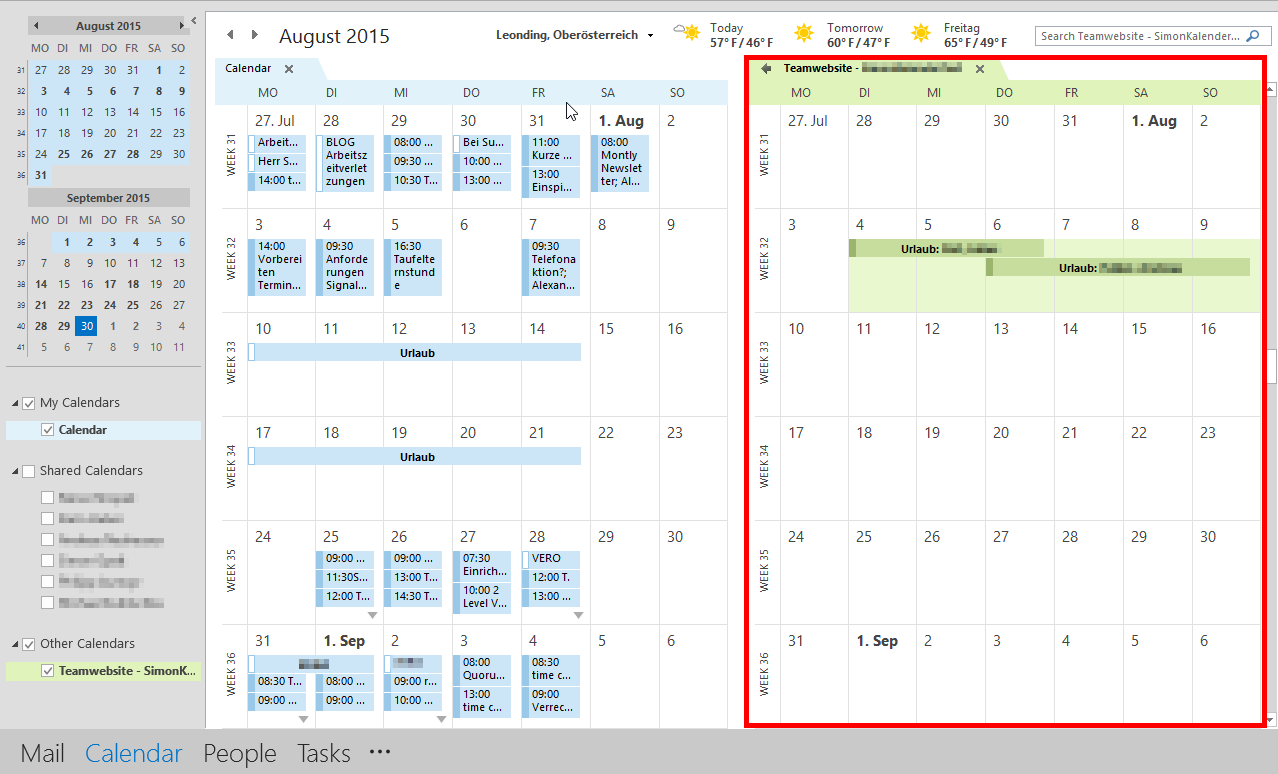 August 2015
MO DI MI DO FR SA SO
31 27 28 29 30 31 1 2
32 3 4 5 6 7 8 9
33 10 11 12 13 14 15 16
34 17 18 19 20 21 22 23
35 24 25 26 27 28 29 30
36 31
September 2015
MO DI MI DO FR SA SO
36 1 2 3 4 5 6
37 7 8 9 10 11 12 13
38 14 15 16 17 18 19 20
39 21 22 23 24 25 26 27
40 28 29 30 1 2 3 4
41 5 6 7 8 9 10 11
My Calendars
Calendar
Shared Calendars
Other Calendars
Teamwebsite - SimonK...
August 2015
Leonding, Oberösterreich
Today
57°F/46°F
Tomorrow
60°F/47°F
Freitag
65°F/49°F
Search Teamwebsite - SimonKalender...
Calendar
MO DI MI DO FR SA SO
WEEK 31
27. Jul 28 29 30 31 1. Aug 2
Arbeit...
Herr S...
14:00 t...
BLOG
Arbeitsz
eitverlet
zungen
08:00 ...
09:30 ...
10:30 T...
Bei Su...
10:00 ...
13:00 ...
11:00
Kurze ...
13:00
Einspi...
08:00
Montly
Newslet
ter; Al...
WEEK 32
3 4 5 6 7 8 9
14:00
Vorberei
ten
Termin...
09:30
Anforde
rungen
Signal...
16:30
Taufelte
rnstund
e
09:30
Telefona
ktion?;
Alexan...
WEEK 33
10 11 12 13 14 15 16
Urlaub
WEEK 34
17 18 19 20 21 22 23
Urlaub
WEEK 35
24 25 26 27 28 29 30
09:00 ...
11:30S...
12:00 T...
09:00 ...
13:00 T...
14:30 T...
07:30
Einrich...
10:00 2
Level V...
VERO
12:00 T.
13:00 ...
WEEK 36
31 1. Sep 2 3 4 5 6
08:30 T...
09:00 ...
08:00 ...
09:00 ...
09:00 r...
10:00 ...
08:00
Quoru...
13:00
time c...
08:30
time c...
09:00
Verrec...
Teamwebsite -
MO DI MI DO FR SA SO
WEEK 31
27. Jul 28 29 30 31 1. Aug 2
WEEK 32
3 4 5 6 7 8 9
Urlaub:
Urlaub:
WEEK 33
10 11 12 13 14 15 16
WEEK 34
17 18 19 20 21 22 23
WEEK 35
24 25 26 27 28 29 30
WEEK 36
31 1. Sep 2 3 4 5 6
Mail Calendar People Tasks •••